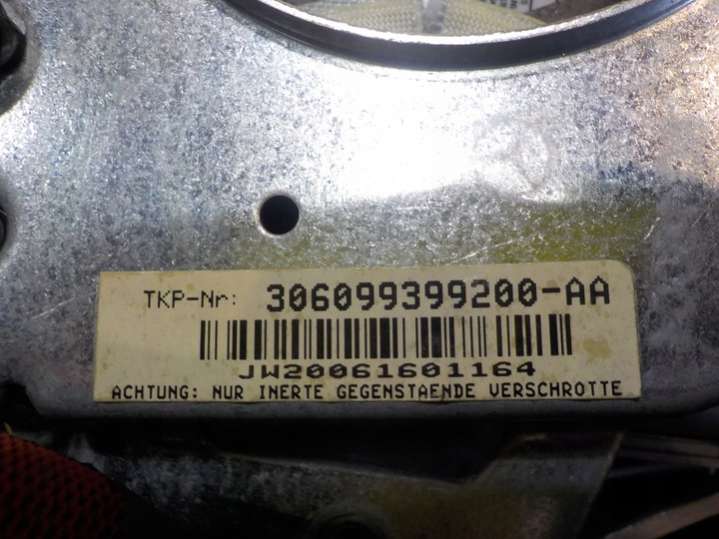 TKP-Nr: 306099399200-AA
JW20061601164
ACHTUNG: NUR INERTE GEGENSTAENDE VERSCHROTTE